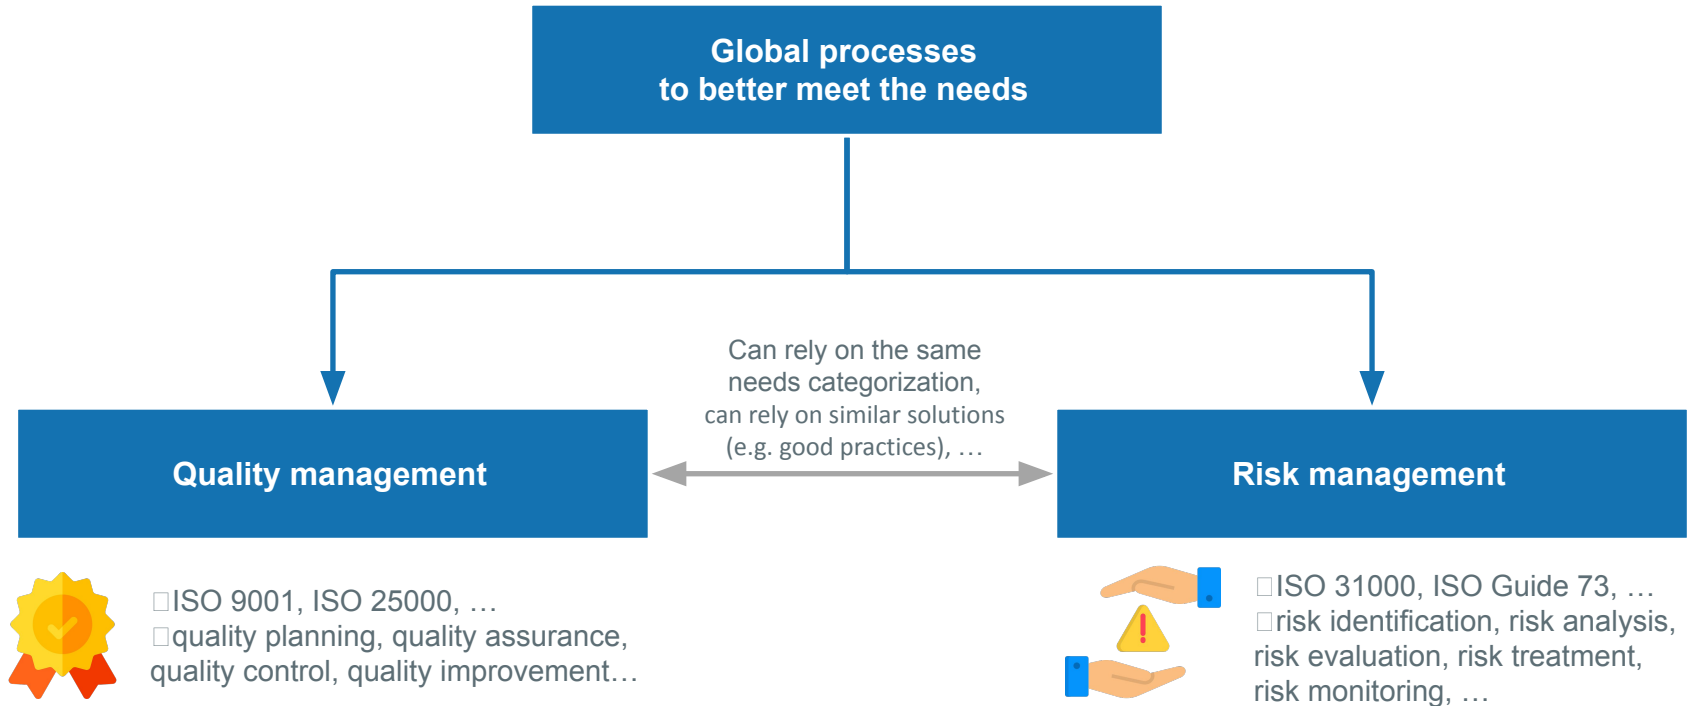 Global processes
to better meet the needs
Can rely on the same
needs categorization,
can rely on similar solutions
(e.g. good practices), …
Quality management
Risk management
□ISO 9001, ISO 25000, …
□quality planning, quality assurance,
quality control, quality improvement…
□ISO 31000, ISO Guide 73, …
□risk identification, risk analysis,
risk evaluation, risk treatment,
risk monitoring, …